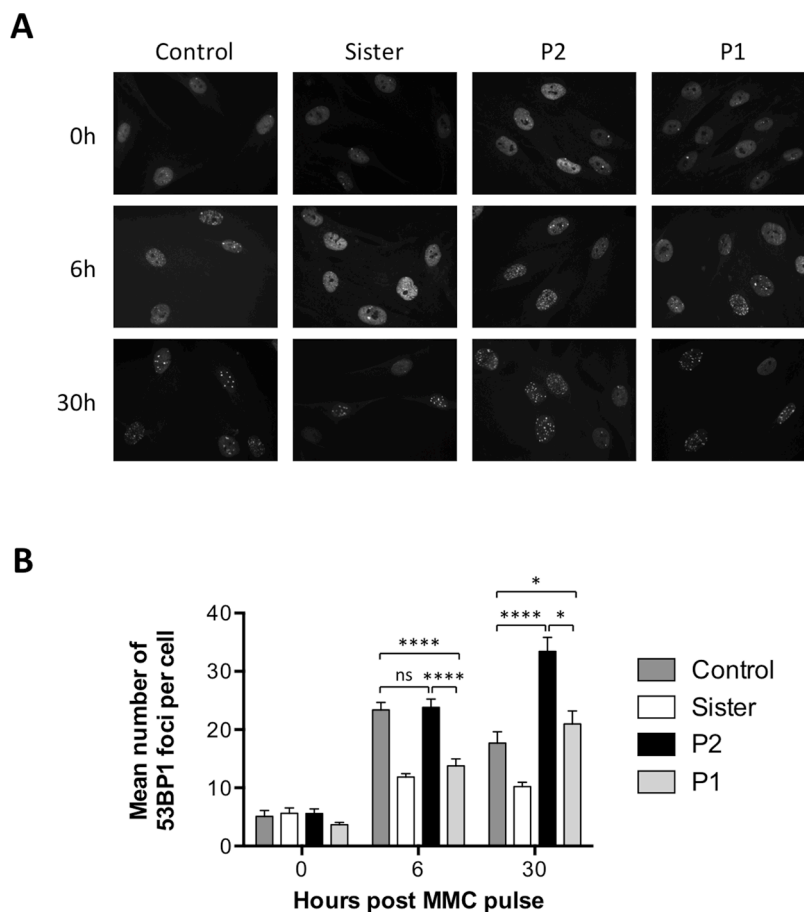 A
Control Sister P2 P1
0h
6h
30h
B
*
**** **** *
ns ****
40
30
20
10
0
Mean number of
53BP1 foci per cell
0 6 30
Hours post MMC pulse
Control
Sister
P2
P1